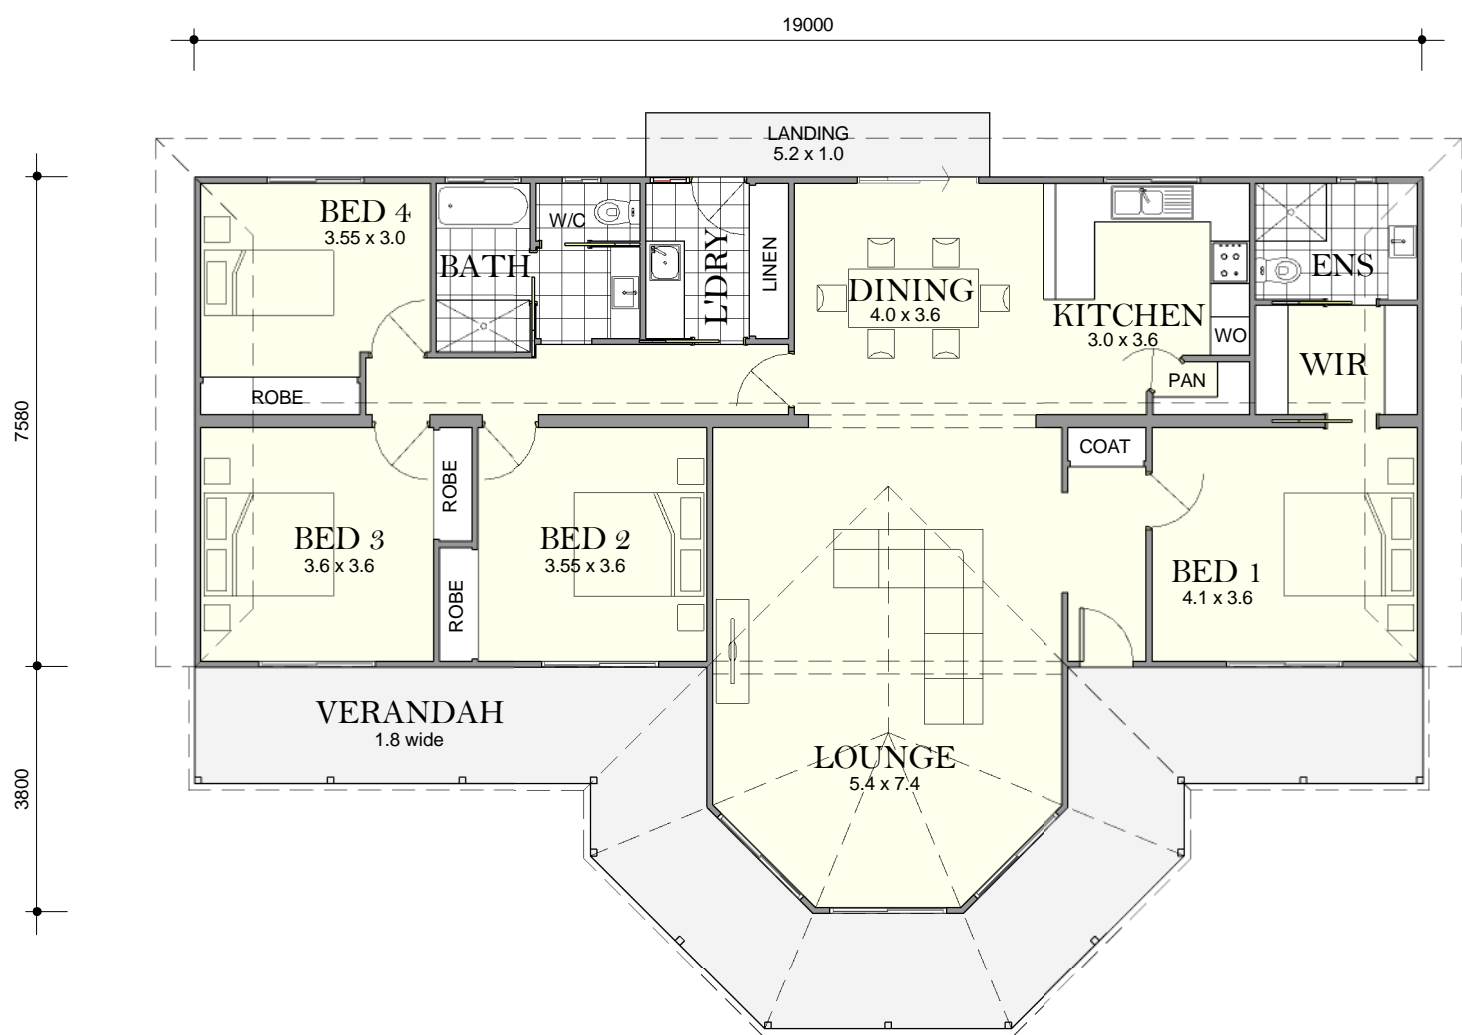 19000
LANDING
5.2 x 1.0
BED 4
3.55 x 3.0
W/C
BATH
L'DRY
LINEN
DINING
4.0 x 3.6
KITCHEN
3.0 x 3.6
WO
PAN
ENS
WIR
ROBE
7580
COAT
ROBE
BED 3
3.6 x 3.6
BED 2
3.55 x 3.6
ROBE
BED 1
4.1 x 3.6
VERANDAH
1.8 wide
LOUNGE
5.4 x 7.4
3800